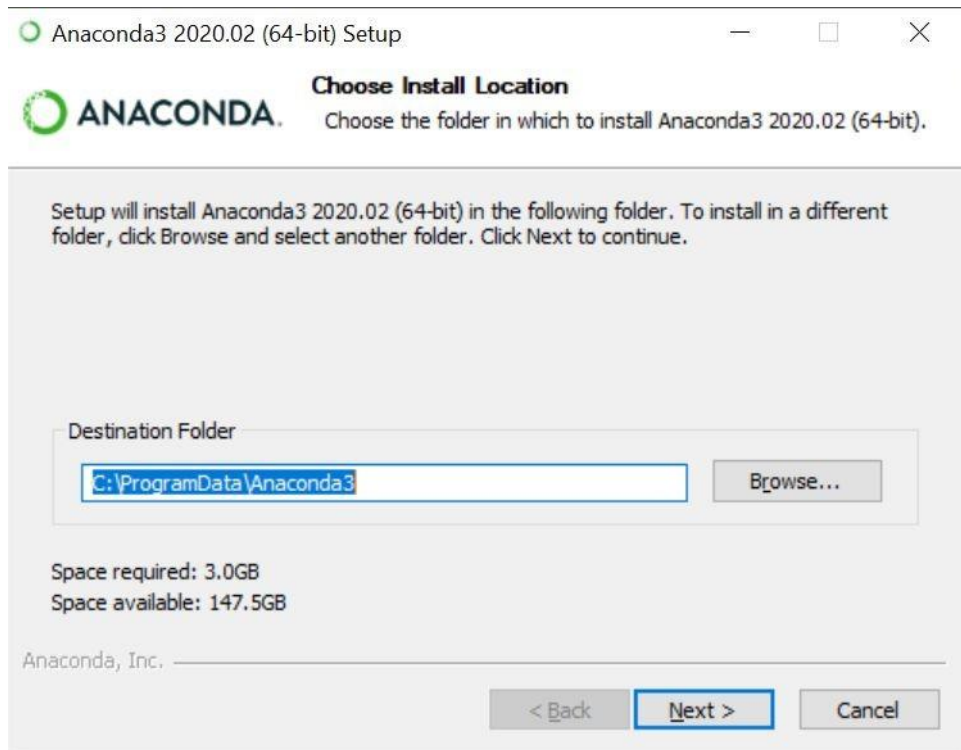 Anaconda3 2020.02 (64-bit) Setup
ANACONDA.
Choose Install Location
Choose the folder in which to install Anaconda3 2020.02 (64-bit).
Setup will install Anaconda3 2020.02 (64-bit) in the following folder. To install in a different
folder, click Browse and select another folder. Click Next to continue.
Destination Folder
C:\ProgramData\Anaconda3
Browse...
Space required: 3.0GB
Space available: 147.5GB
Anaconda, Inc.
< Back
Next >
Cancel